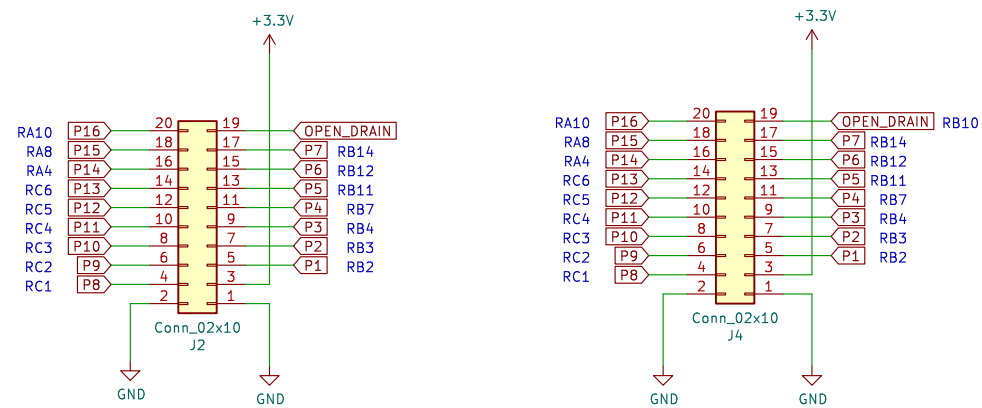 +3.3V
RA10 P16 20 19 OPEN_DRAIN
RA8 P15 18 17 P7 RB14
RA4 P14 16 15 P6 RB12
RC6 P13 14 13 P5 RB11
RC5 P12 12 11 P4 RB7
RC4 P11 10 9 P3 RB4
RC3 P10 8 7 P2 RB3
RC2 P9 6 5 P1 RB2
RC1 P8 4 3
2 1
Conn_02x10
J2
GND
GND
+3.3V
RA10 P16 20 19 OPEN_DRAIN RB10
RA8 P15 18 17 P7 RB14
RA4 P14 16 15 P6 RB12
RC6 P13 14 13 P5 RB11
RC5 P12 12 11 P4 RB7
RC4 P11 10 9 P3 RB4
RC3 P10 8 7 P2 RB3
RC2 P9 6 5 P1 RB2
RC1 P8 4 3
2 1
Conn_02x10
J4
GND
GND